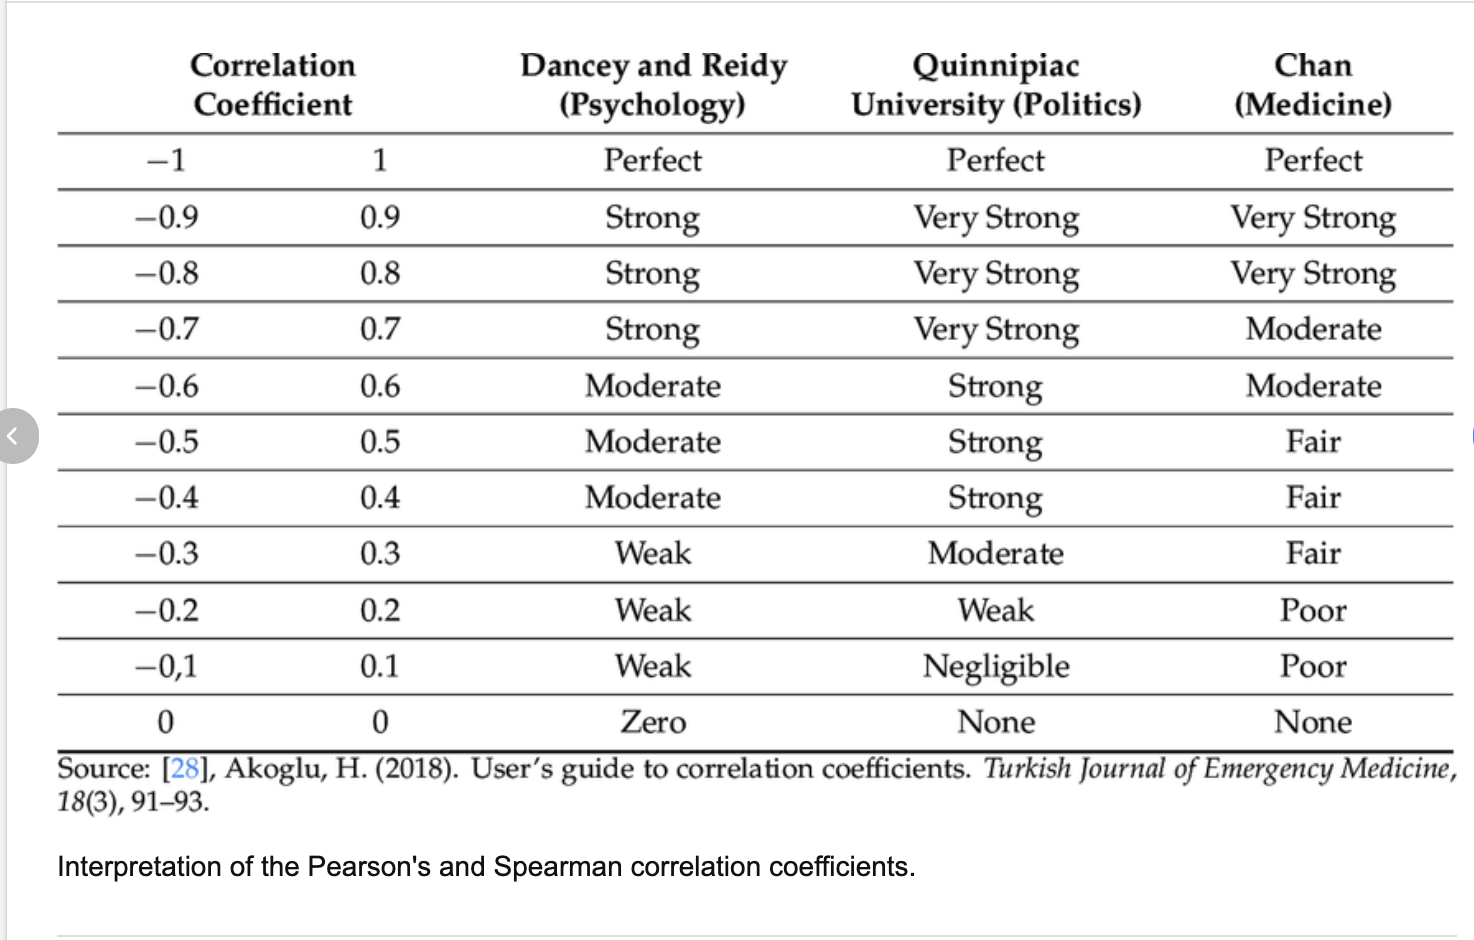 Correlation Coefficient Dancey and Reidy (Psychology) Quinnipiac University (Politics) Chan (Medicine)
−1 1 Perfect Perfect Perfect
−0.9 0.9 Strong Very Strong Very Strong
−0.8 0.8 Strong Very Strong Very Strong
−0.7 0.7 Strong Very Strong Moderate
−0.6 0.6 Moderate Strong Moderate
−0.5 0.5 Moderate Strong Fair
−0.4 0.4 Moderate Strong Fair
−0.3 0.3 Weak Moderate Fair
−0.2 0.2 Weak Weak Poor
−0,1 0.1 Weak Negligible Poor
0 0 Zero None None
Source: [28], Akoglu, H. (2018). User's guide to correlation coefficients. Turkish Journal of Emergency Medicine,
18(3), 91–93.
Interpretation of the Pearson's and Spearman correlation coefficients.